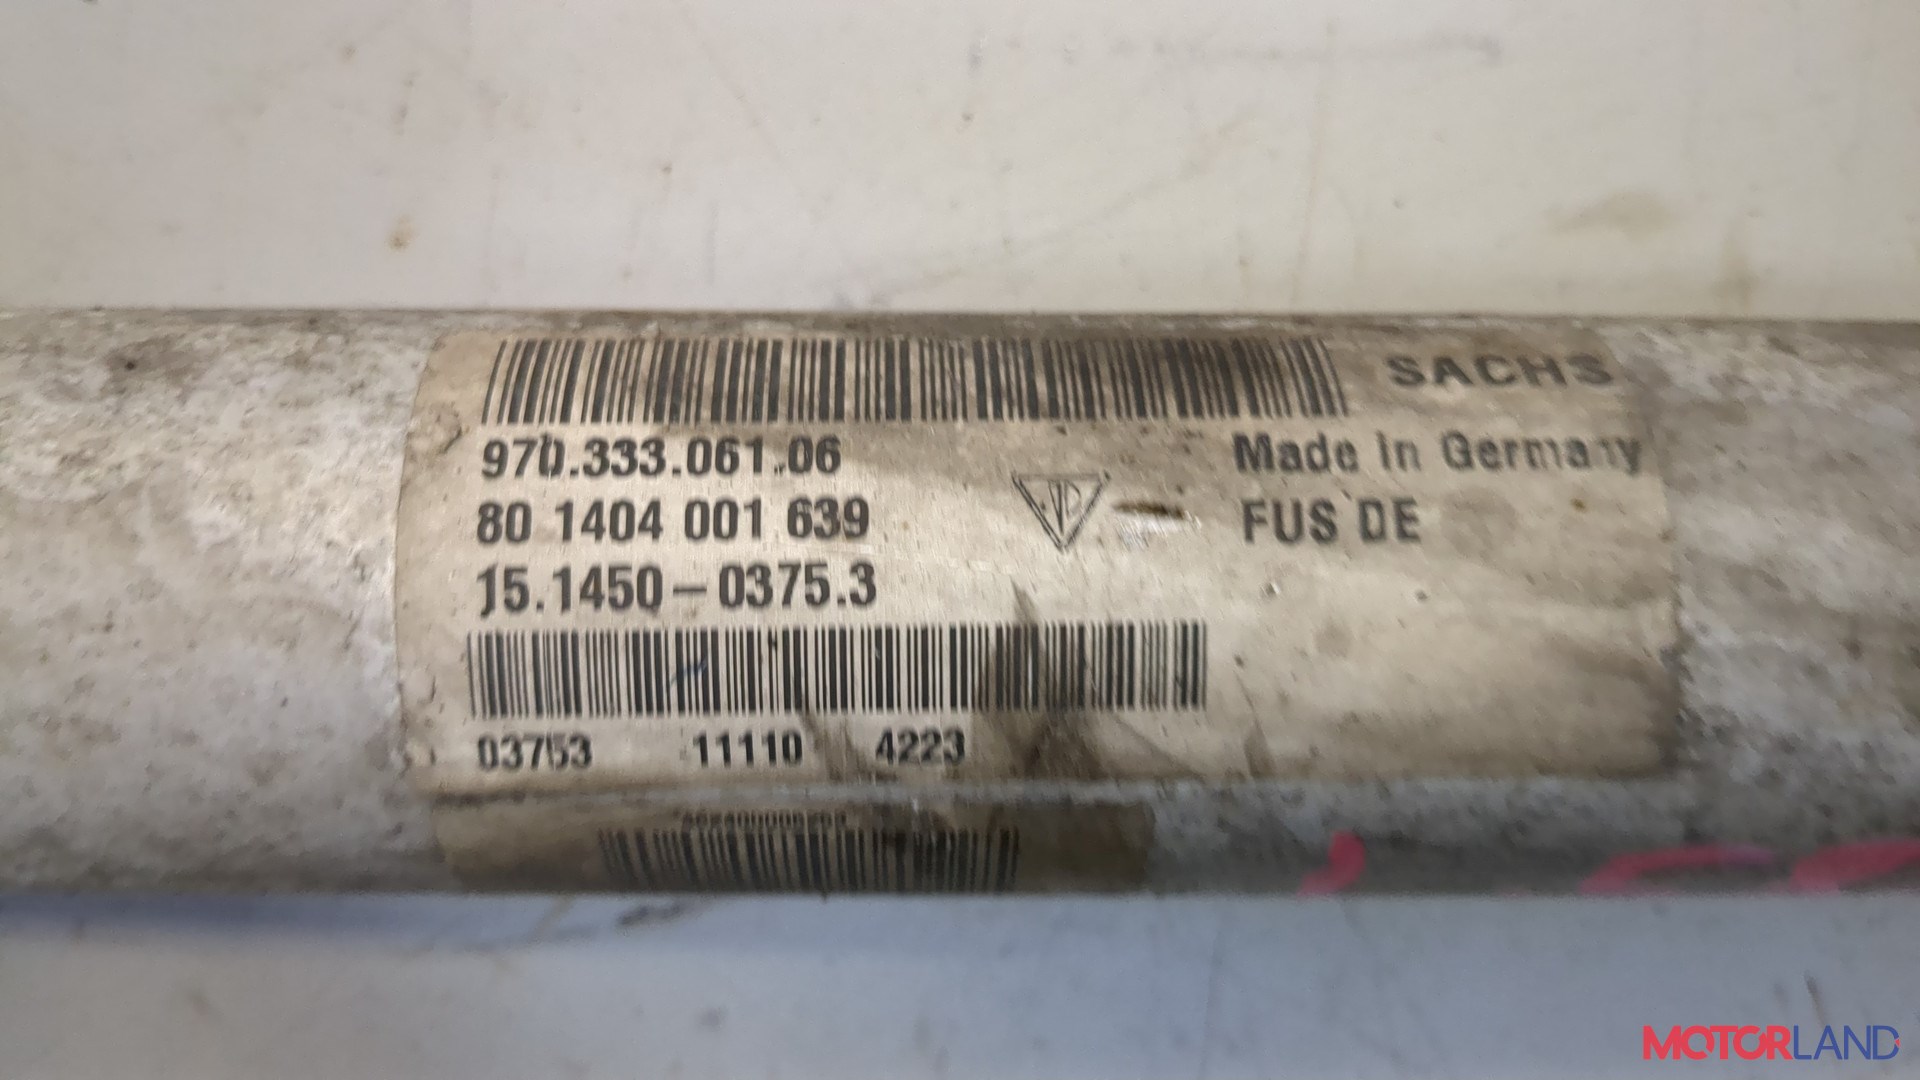 SACHS
970.333.061.06
Made in Germany
80 1404 001 639
FUS DE
15.1450-0375.3
03753 11110 4223
MOTORLAND